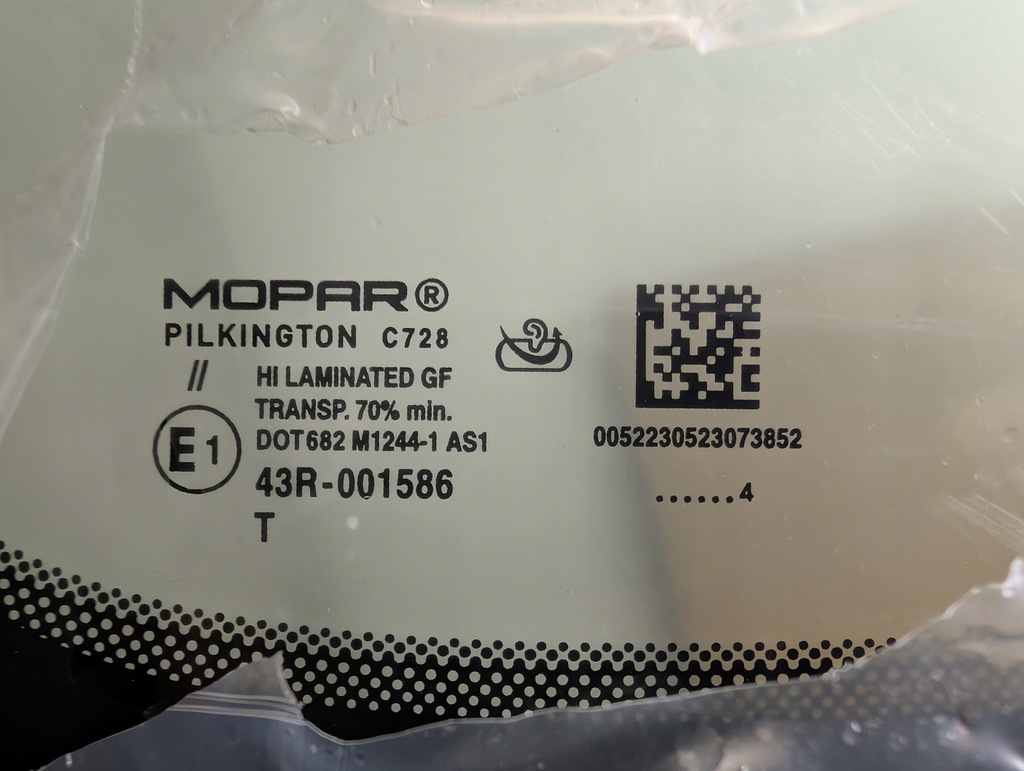 MOPAR®
PILKINGTON C728
//
HI LAMINATED GF
TRANSP. 70% min.
DOT682 M1244-1 AS1
E1
43R-001586
T
0052230523073852
......4